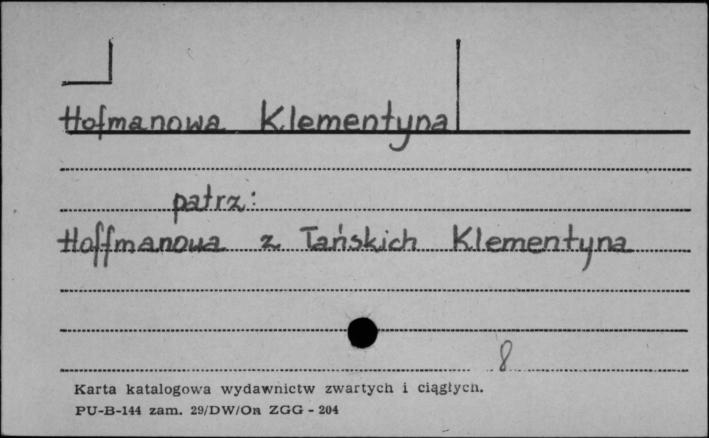 Hofmanowa Klementyna
patrz:
Hoffmanowa z Tańskich Klementyna
8
Karta katalogowa wydawnictw zwartych i ciągłych.
PU-B-144 zam. 29/DW/On ZGG - 204